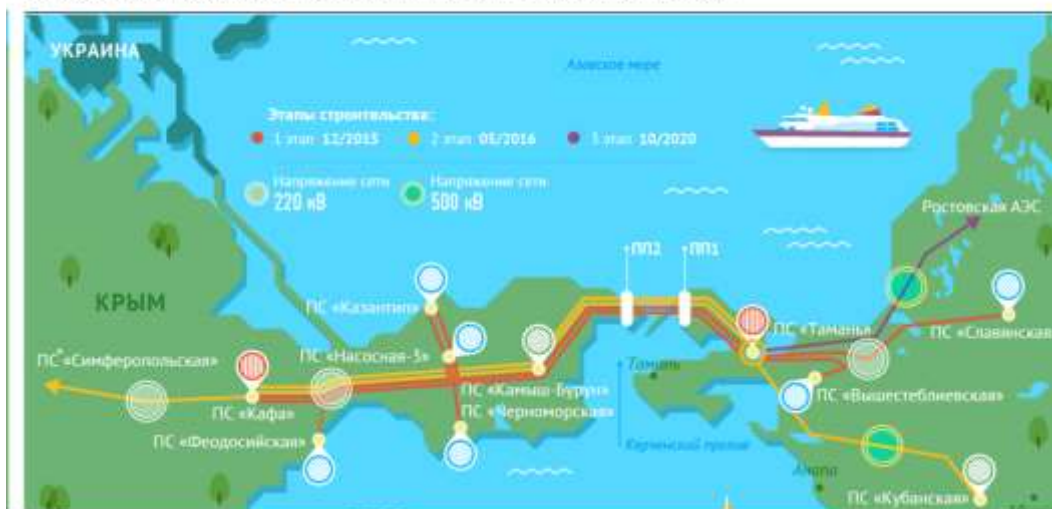 УКРАИНА
Азовское море
Этапы строительства:
1 этап 12/2015
2 этап 05/2016
3 этап 10/2020
Напряжение сети
220 кВ
Напряжение сети
500 кВ
Ростовская АЭС
ПП2
ПП1
КРЫМ
ПС «Казантип»
ПС «Тамань»
ПС «Славянская»
ПС «Насосная-3»
ПС «Симферопольская»
Тамань
ПС «Камыш-Бурун»
ПС «Вышестеблиевская»
ПС «Кафа»
ПС «Черноморская»
ПС «Феодосийская»
Керченский пролив
Анапа
ПС «Кубанская»